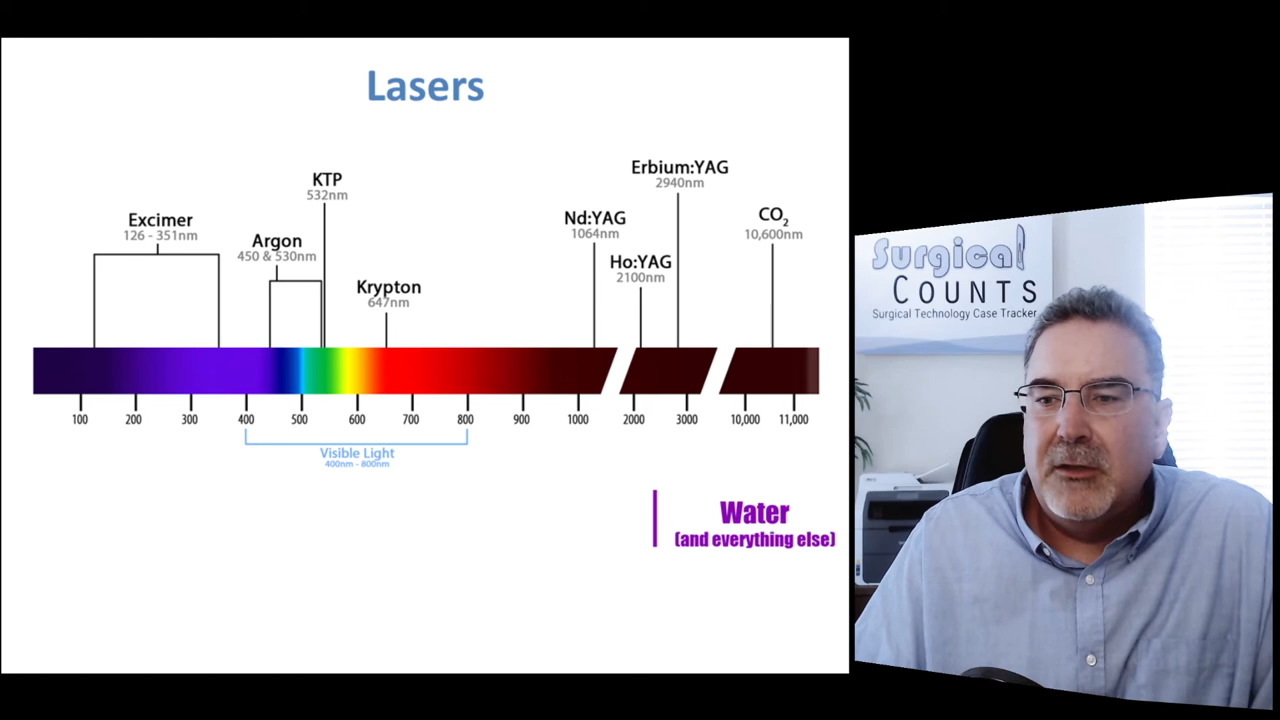 Lasers
Erbium:YAG
2940nm
KTP
532nm
Excimer
126 - 351nm
Nd:YAG
1064nm
CO₂
10,600nm
Argon
450 & 530nm
Ho:YAG
2100nm
Krypton
647nm
100 200 300 400 500 600 700 800 900 1000 2000 3000 10,000 11,000
Visible Light
400nm - 800nm
Water
(and everything else)
Surgical
COUNTS
Surgical Technology Case Tracker